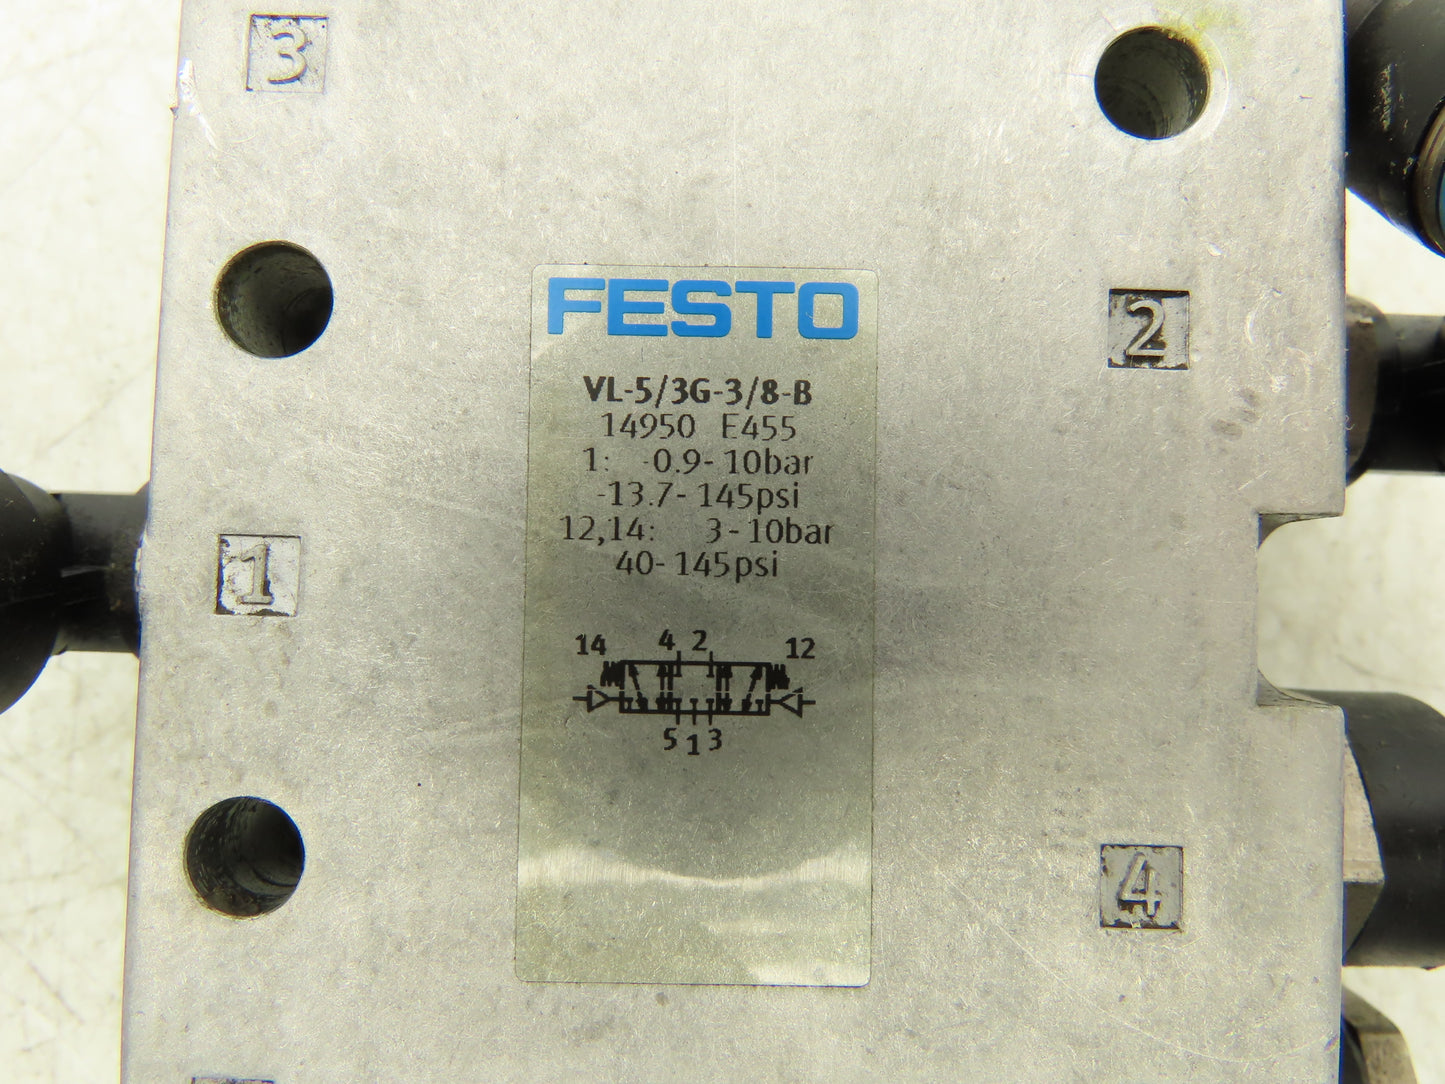 3
FESTO
2
VL-5/3G-3/8-B
14950 E455
1: -0.9-10bar
-13.7-145psi
12,14: 3-10bar
40-145psi
1
14 4 2 12
5 1 3
4